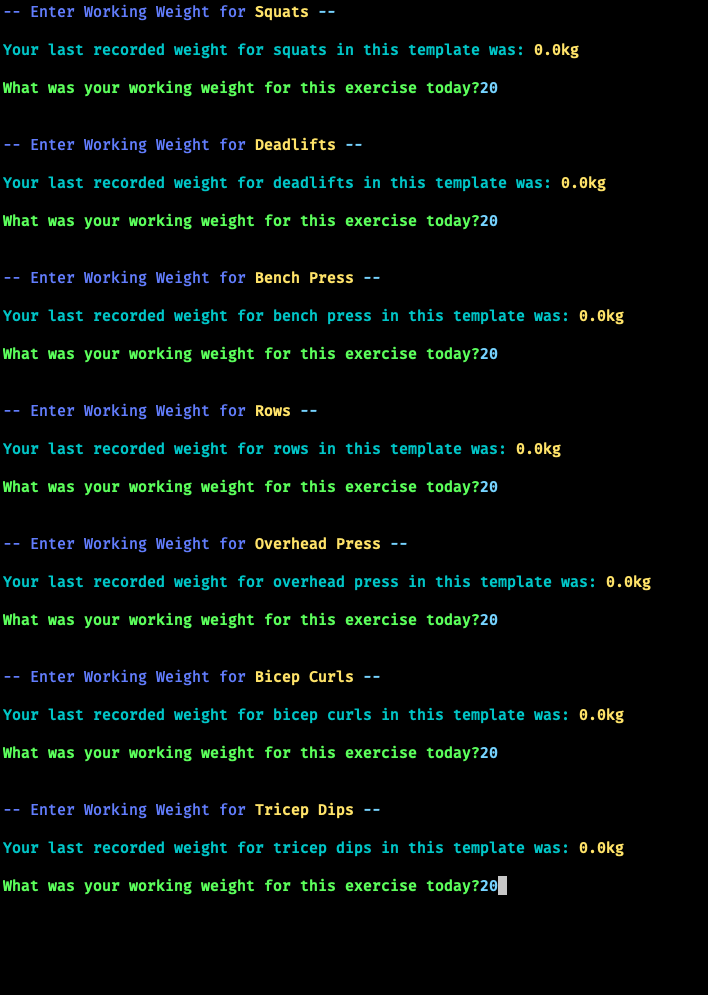 -- Enter Working Weight for Squats --
Your last recorded weight for squats in this template was: 0.0kg
What was your working weight for this exercise today?20
-- Enter Working Weight for Deadlifts --
Your last recorded weight for deadlifts in this template was: 0.0kg
What was your working weight for this exercise today?20
-- Enter Working Weight for Bench Press --
Your last recorded weight for bench press in this template was: 0.0kg
What was your working weight for this exercise today?20
-- Enter Working Weight for Rows --
Your last recorded weight for rows in this template was: 0.0kg
What was your working weight for this exercise today?20
-- Enter Working Weight for Overhead Press --
Your last recorded weight for overhead press in this template was: 0.0kg
What was your working weight for this exercise today?20
-- Enter Working Weight for Bicep Curls --
Your last recorded weight for bicep curls in this template was: 0.0kg
What was your working weight for this exercise today?20
-- Enter Working Weight for Tricep Dips --
Your last recorded weight for tricep dips in this template was: 0.0kg
What was your working weight for this exercise today?20